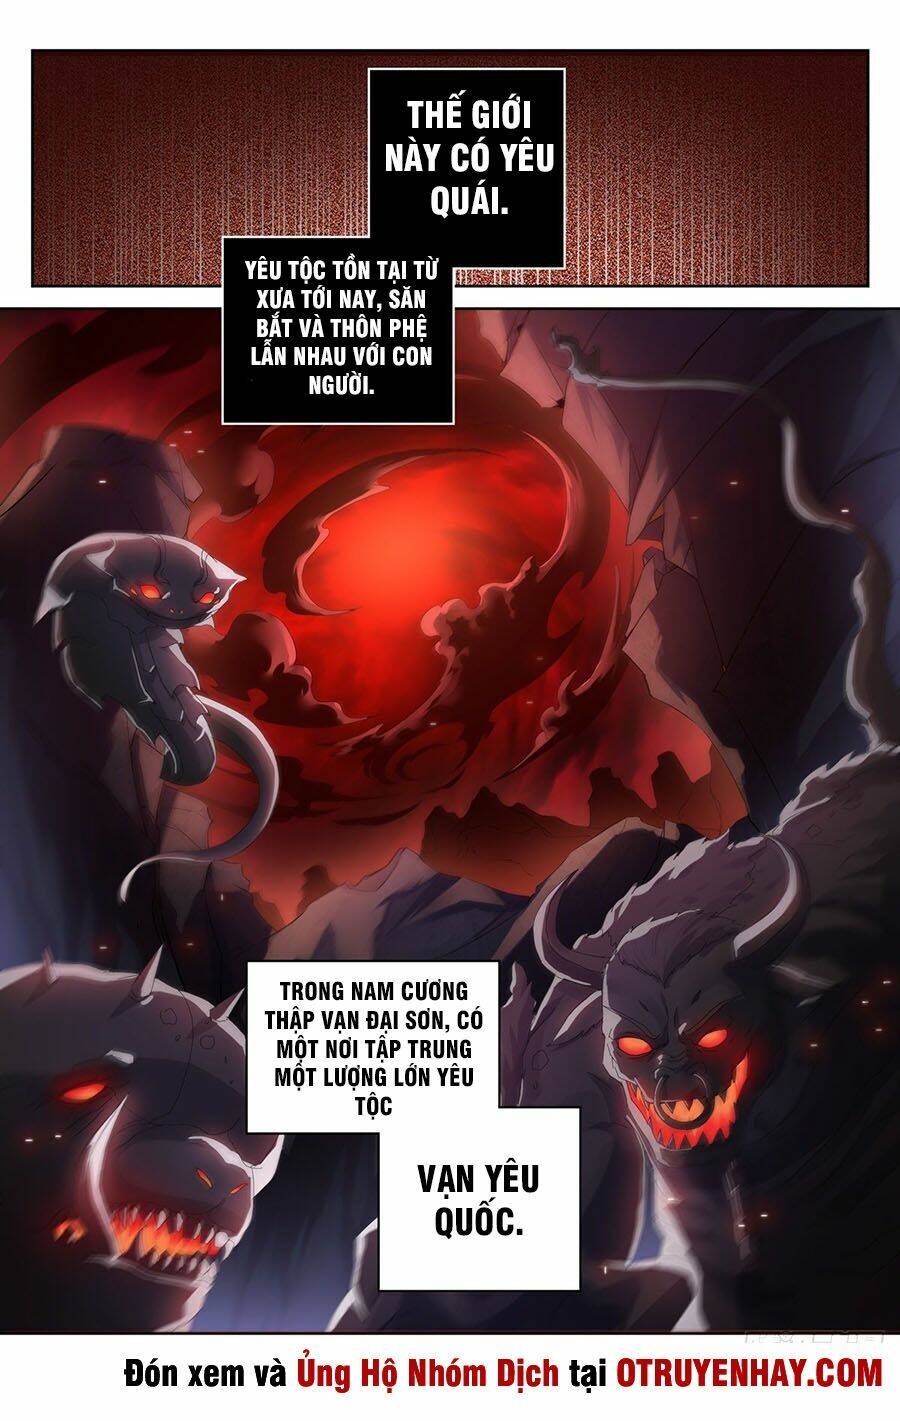 THẾ GIỚI
NÀY CÓ YÊU
QUÁI.
YÊU TỘC TỒN TẠI TỪ
XƯA TỚI NAY, SĂN
BẮT VÀ THÔN PHỆ
LẪN NHAU VỚI CON
NGƯỜI.
TRONG NAM CƯƠNG
THẬP VẠN ĐẠI SƠN, CÓ
MỘT NƠI TẬP TRUNG
MỘT LƯỢNG LỚN YÊU
TỘC
VẠN YÊU
QUỐC.
Đón xem và Ủng Hộ Nhóm Dịch tại OTRUYENHAY.COM